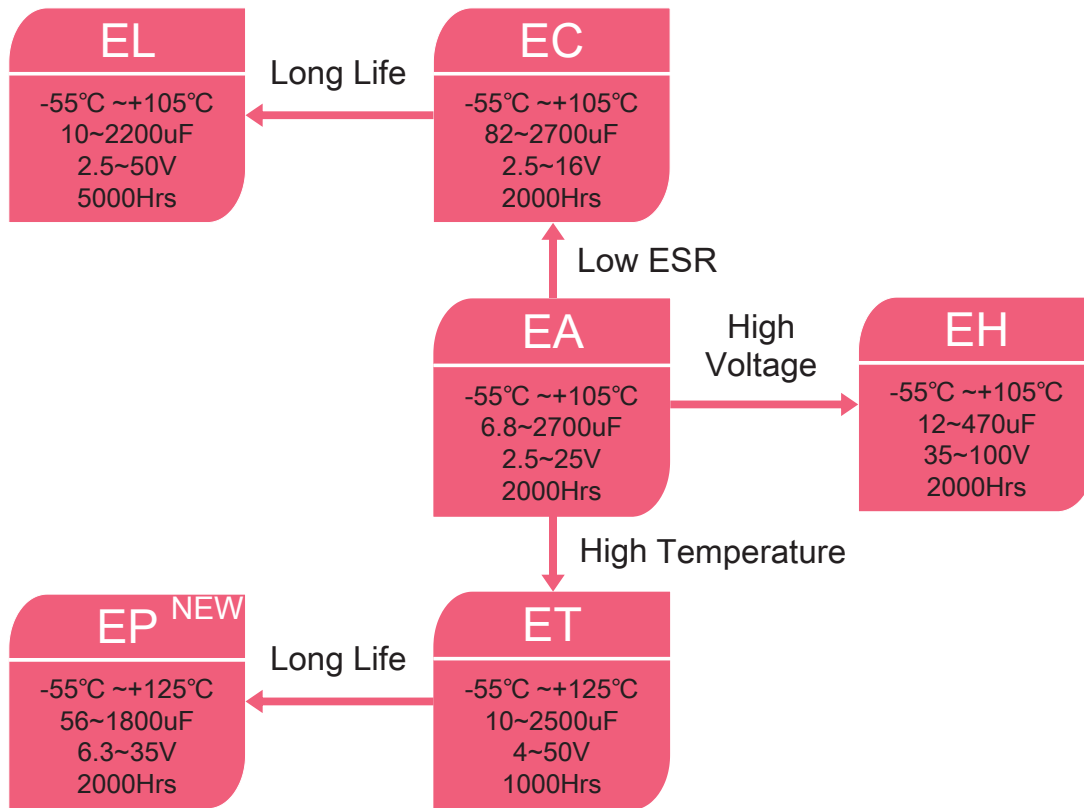 EL
-55℃ ~+105℃
10~2200uF
2.5~50V
5000Hrs
Long Life
EC
-55℃ ~+105℃
82~2700uF
2.5~16V
2000Hrs
Low ESR
EA
-55℃ ~+105℃
6.8~2700uF
2.5~25V
2000Hrs
High
Voltage
EH
-55℃ ~+105℃
12~470uF
35~100V
2000Hrs
High Temperature
EP NEW
-55℃ ~+125℃
56~1800uF
6.3~35V
2000Hrs
Long Life
ET
-55℃ ~+125℃
10~2500uF
4~50V
1000Hrs